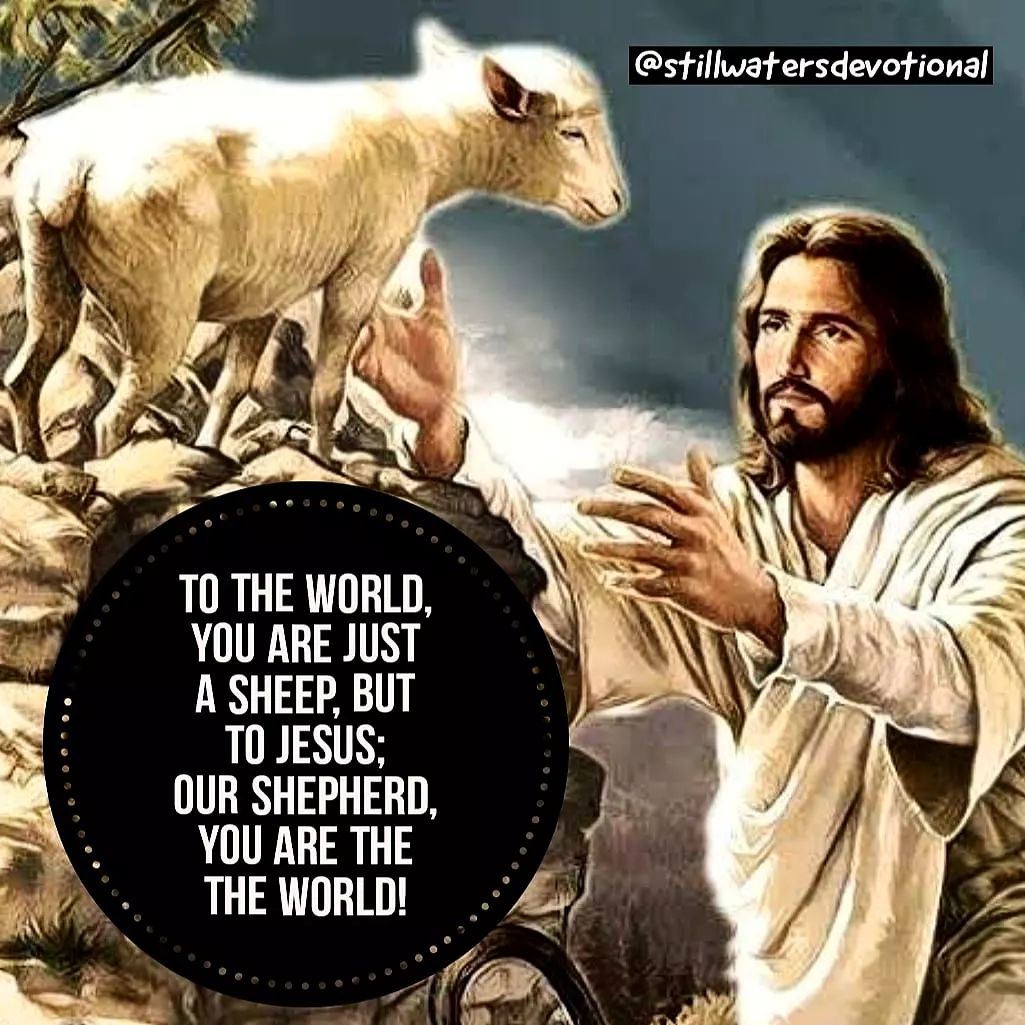 @stillwatersdevotional
TO THE WORLD,
YOU ARE JUST
A SHEEP, BUT
TO JESUS;
OUR SHEPHERD,
YOU ARE THE
THE WORLD!